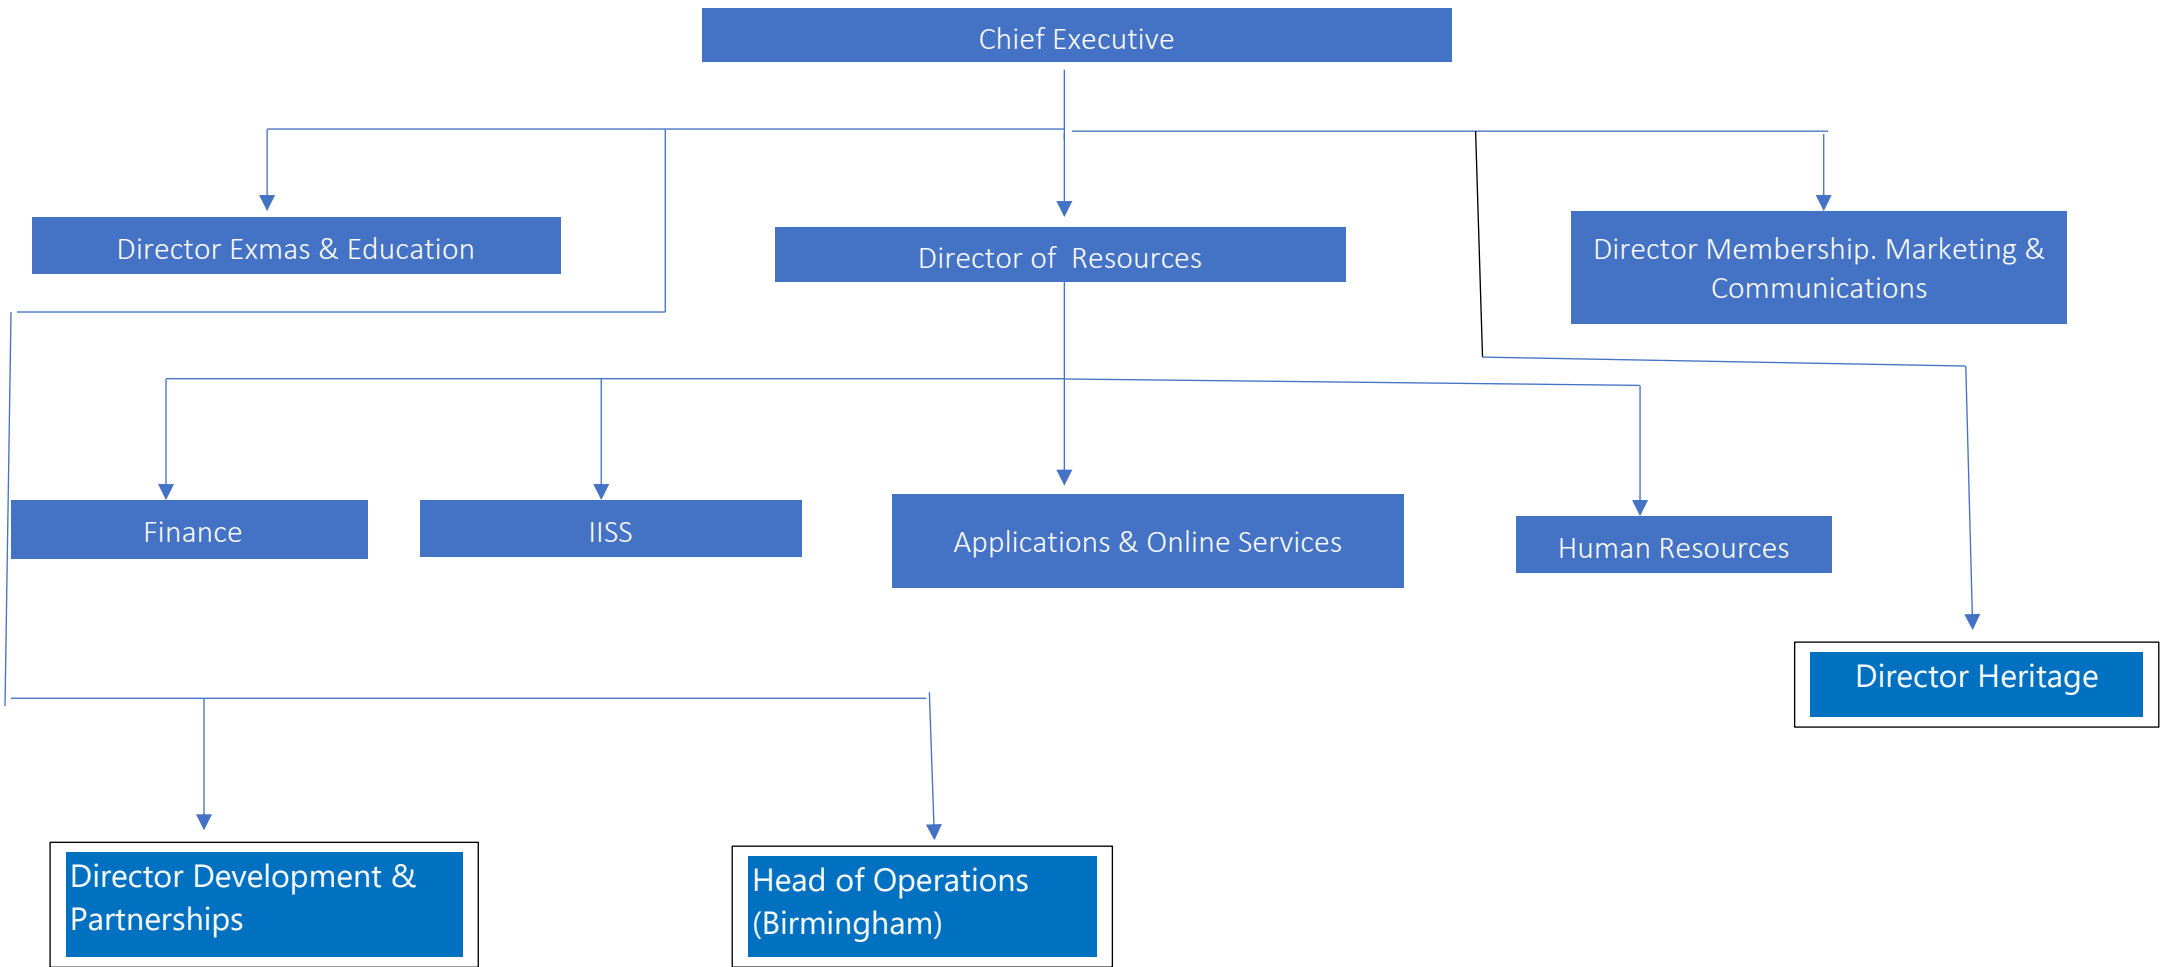 Chief Executive
Director Exmas & Education
Director of  Resources
Director Membership. Marketing &
Communications
Finance
IISS
Applications & Online Services
Human Resources
Director Heritage
Director Development &
Partnerships
Head of Operations
(Birmingham)